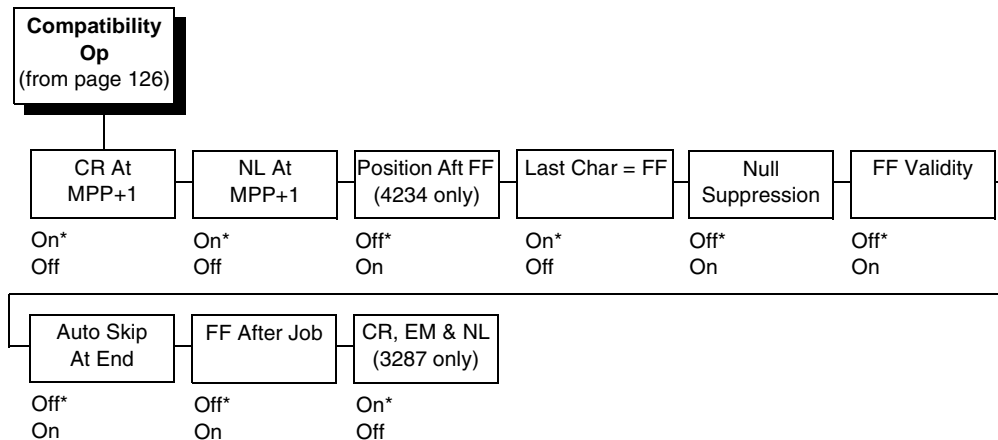 Compatibility
Op
(from page 126)
CR At
MPP+1
NL At
MPP+1
Position Aft FF
(4234 only)
Last Char = FF
Null
Suppression
FF Validity
On*
Off
On*
Off
Off*
On
On*
Off
Off*
On
Off*
On
Auto Skip
At End
FF After Job
CR, EM & NL
(3287 only)
Off*
On
Off*
On
On*
Off